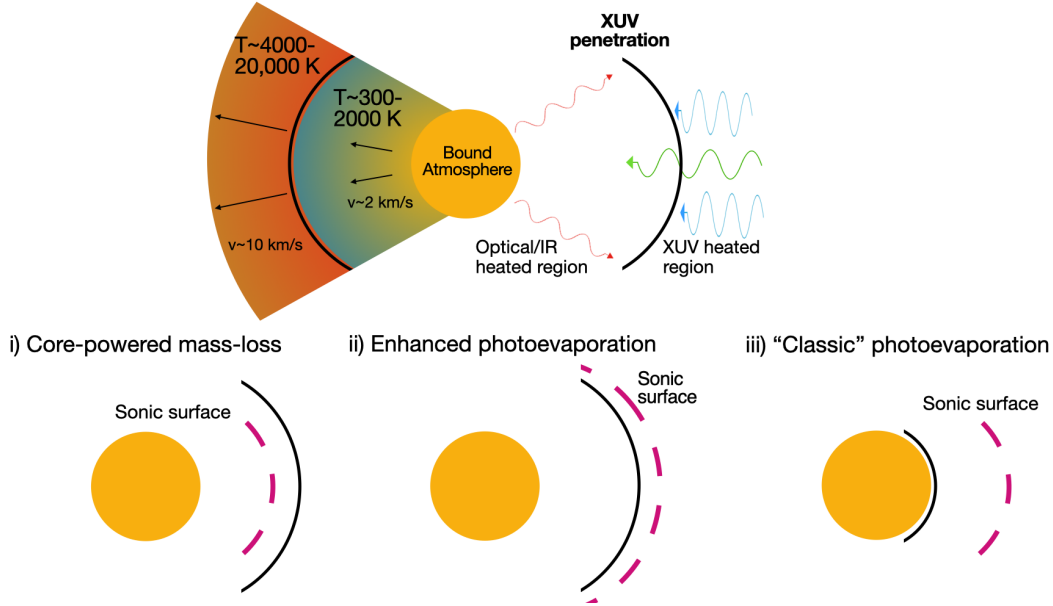 T~4000-
20,000 K
XUV
penetration
T~300-
2000 K
Bound
Atmosphere
v~2 km/s
v~10 km/s
Optical/IR
heated region
XUV heated
region
i) Core-powered mass-loss
ii) Enhanced photoevaporation
iii) “Classic” photoevaporation
Sonic surface
Sonic
surface
Sonic surface